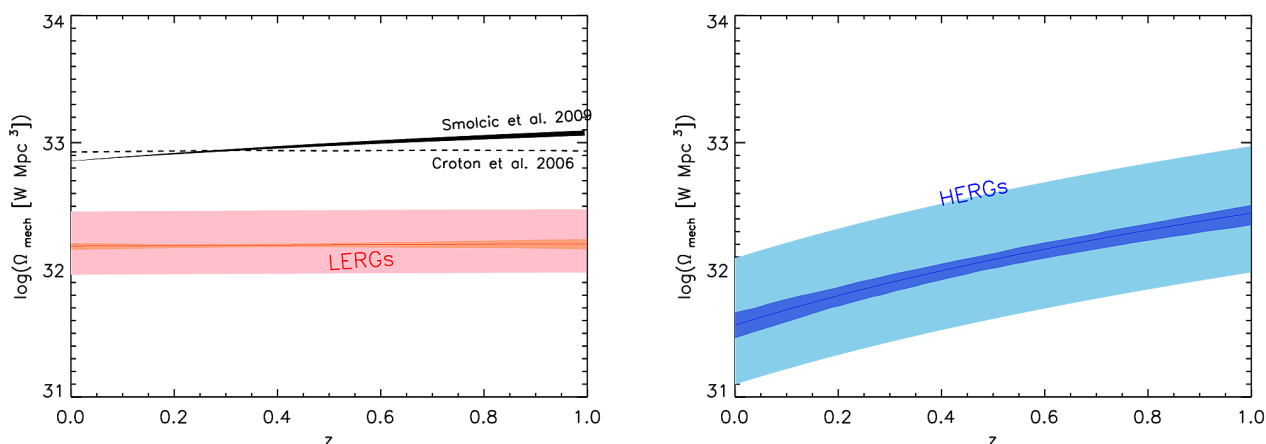 34
33
32
31
log(Ω mech [W Mpc 3])
Smolcic et al. 2009
Croton et al. 2006
LERGs
0.0 0.2 0.4 0.6 0.8 1.0
z
34
33
32
31
log(Ω mech [W Mpc 3])
HERGs
0.0 0.2 0.4 0.6 0.8 1.0
z